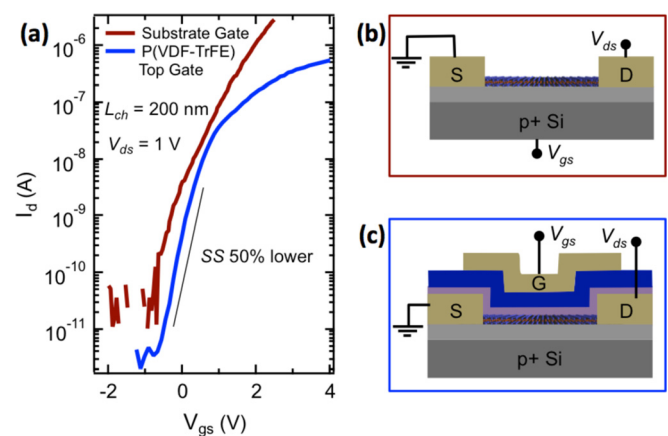 (a)
Substrate Gate
P(VDF-TrFE)
Top Gate
L_ch = 200 nm
V_ds = 1 V
SS 50% lower
10^-6
10^-7
10^-8
10^-9
10^-10
10^-11
I_d (A)
-2
0
2
4
V_gs (V)
(b)
V_ds
S
D
p+ Si
V_gs
(c)
V_gs
V_ds
G
S
D
p+ Si